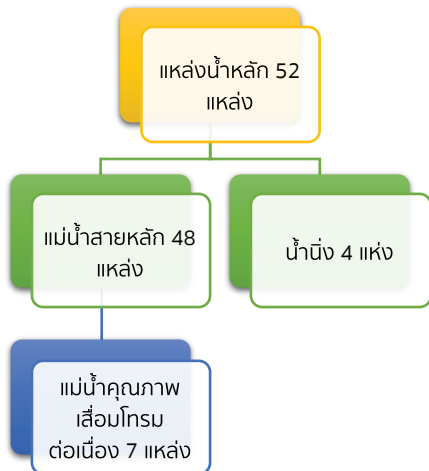 แหล่งน้ำหลัก 52
แหล่ง
แม่น้ำสายหลัก 48
แหล่ง
น้ำนิ่ง 4 แห่ง
แม่น้ำคุณภาพ
เสื่อมโทรม
ต่อเนื่อง 7 แหล่ง